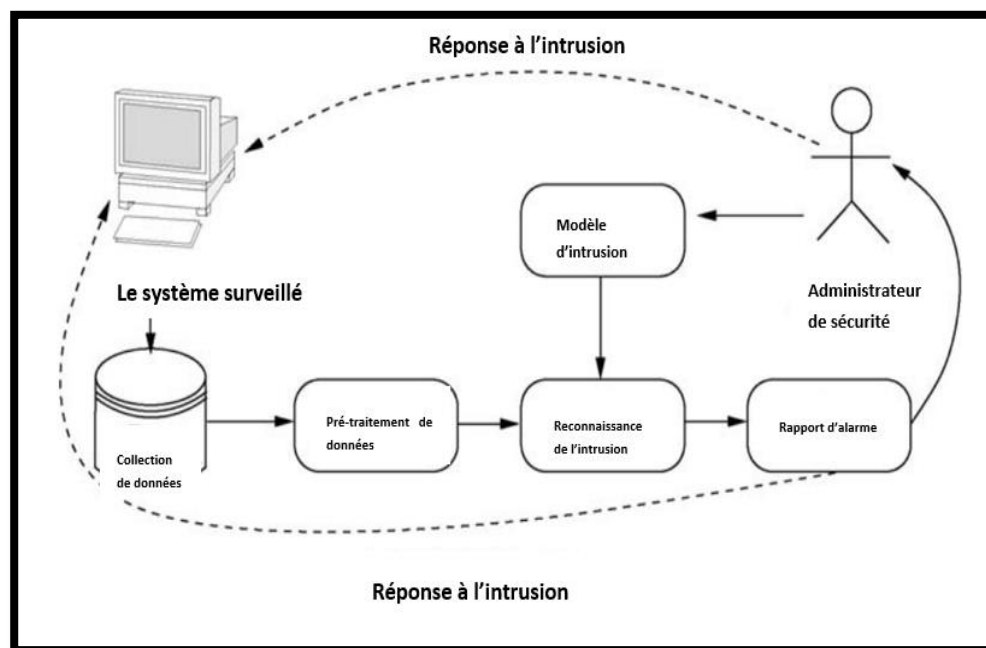 Réponse à l'intrusion
Modèle
d'intrusion
Le système surveillé
Administrateur
de sécurité
Collection
de données
Pré-traitement de
données
Reconnaissance
de l'intrusion
Rapport d'alarme
Réponse à l'intrusion